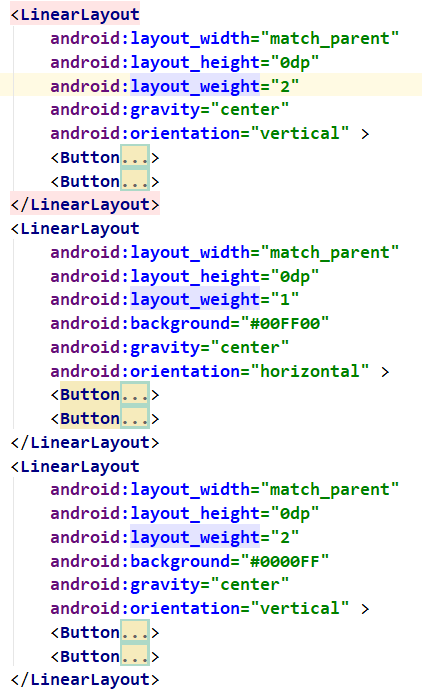 <LinearLayout
    android:layout_width="match_parent"
    android:layout_height="0dp"
    android:layout_weight="2"
    android:gravity="center"
    android:orientation="vertical" >
    <Button...>
    <Button...>
</LinearLayout>
<LinearLayout
    android:layout_width="match_parent"
    android:layout_height="0dp"
    android:layout_weight="1"
    android:background="#00FF00"
    android:gravity="center"
    android:orientation="horizontal" >
    <Button...>
    <Button...>
</LinearLayout>
<LinearLayout
    android:layout_width="match_parent"
    android:layout_height="0dp"
    android:layout_weight="2"
    android:background="#0000FF"
    android:gravity="center"
    android:orientation="vertical" >
    <Button...>
    <Button...>
</LinearLayout>